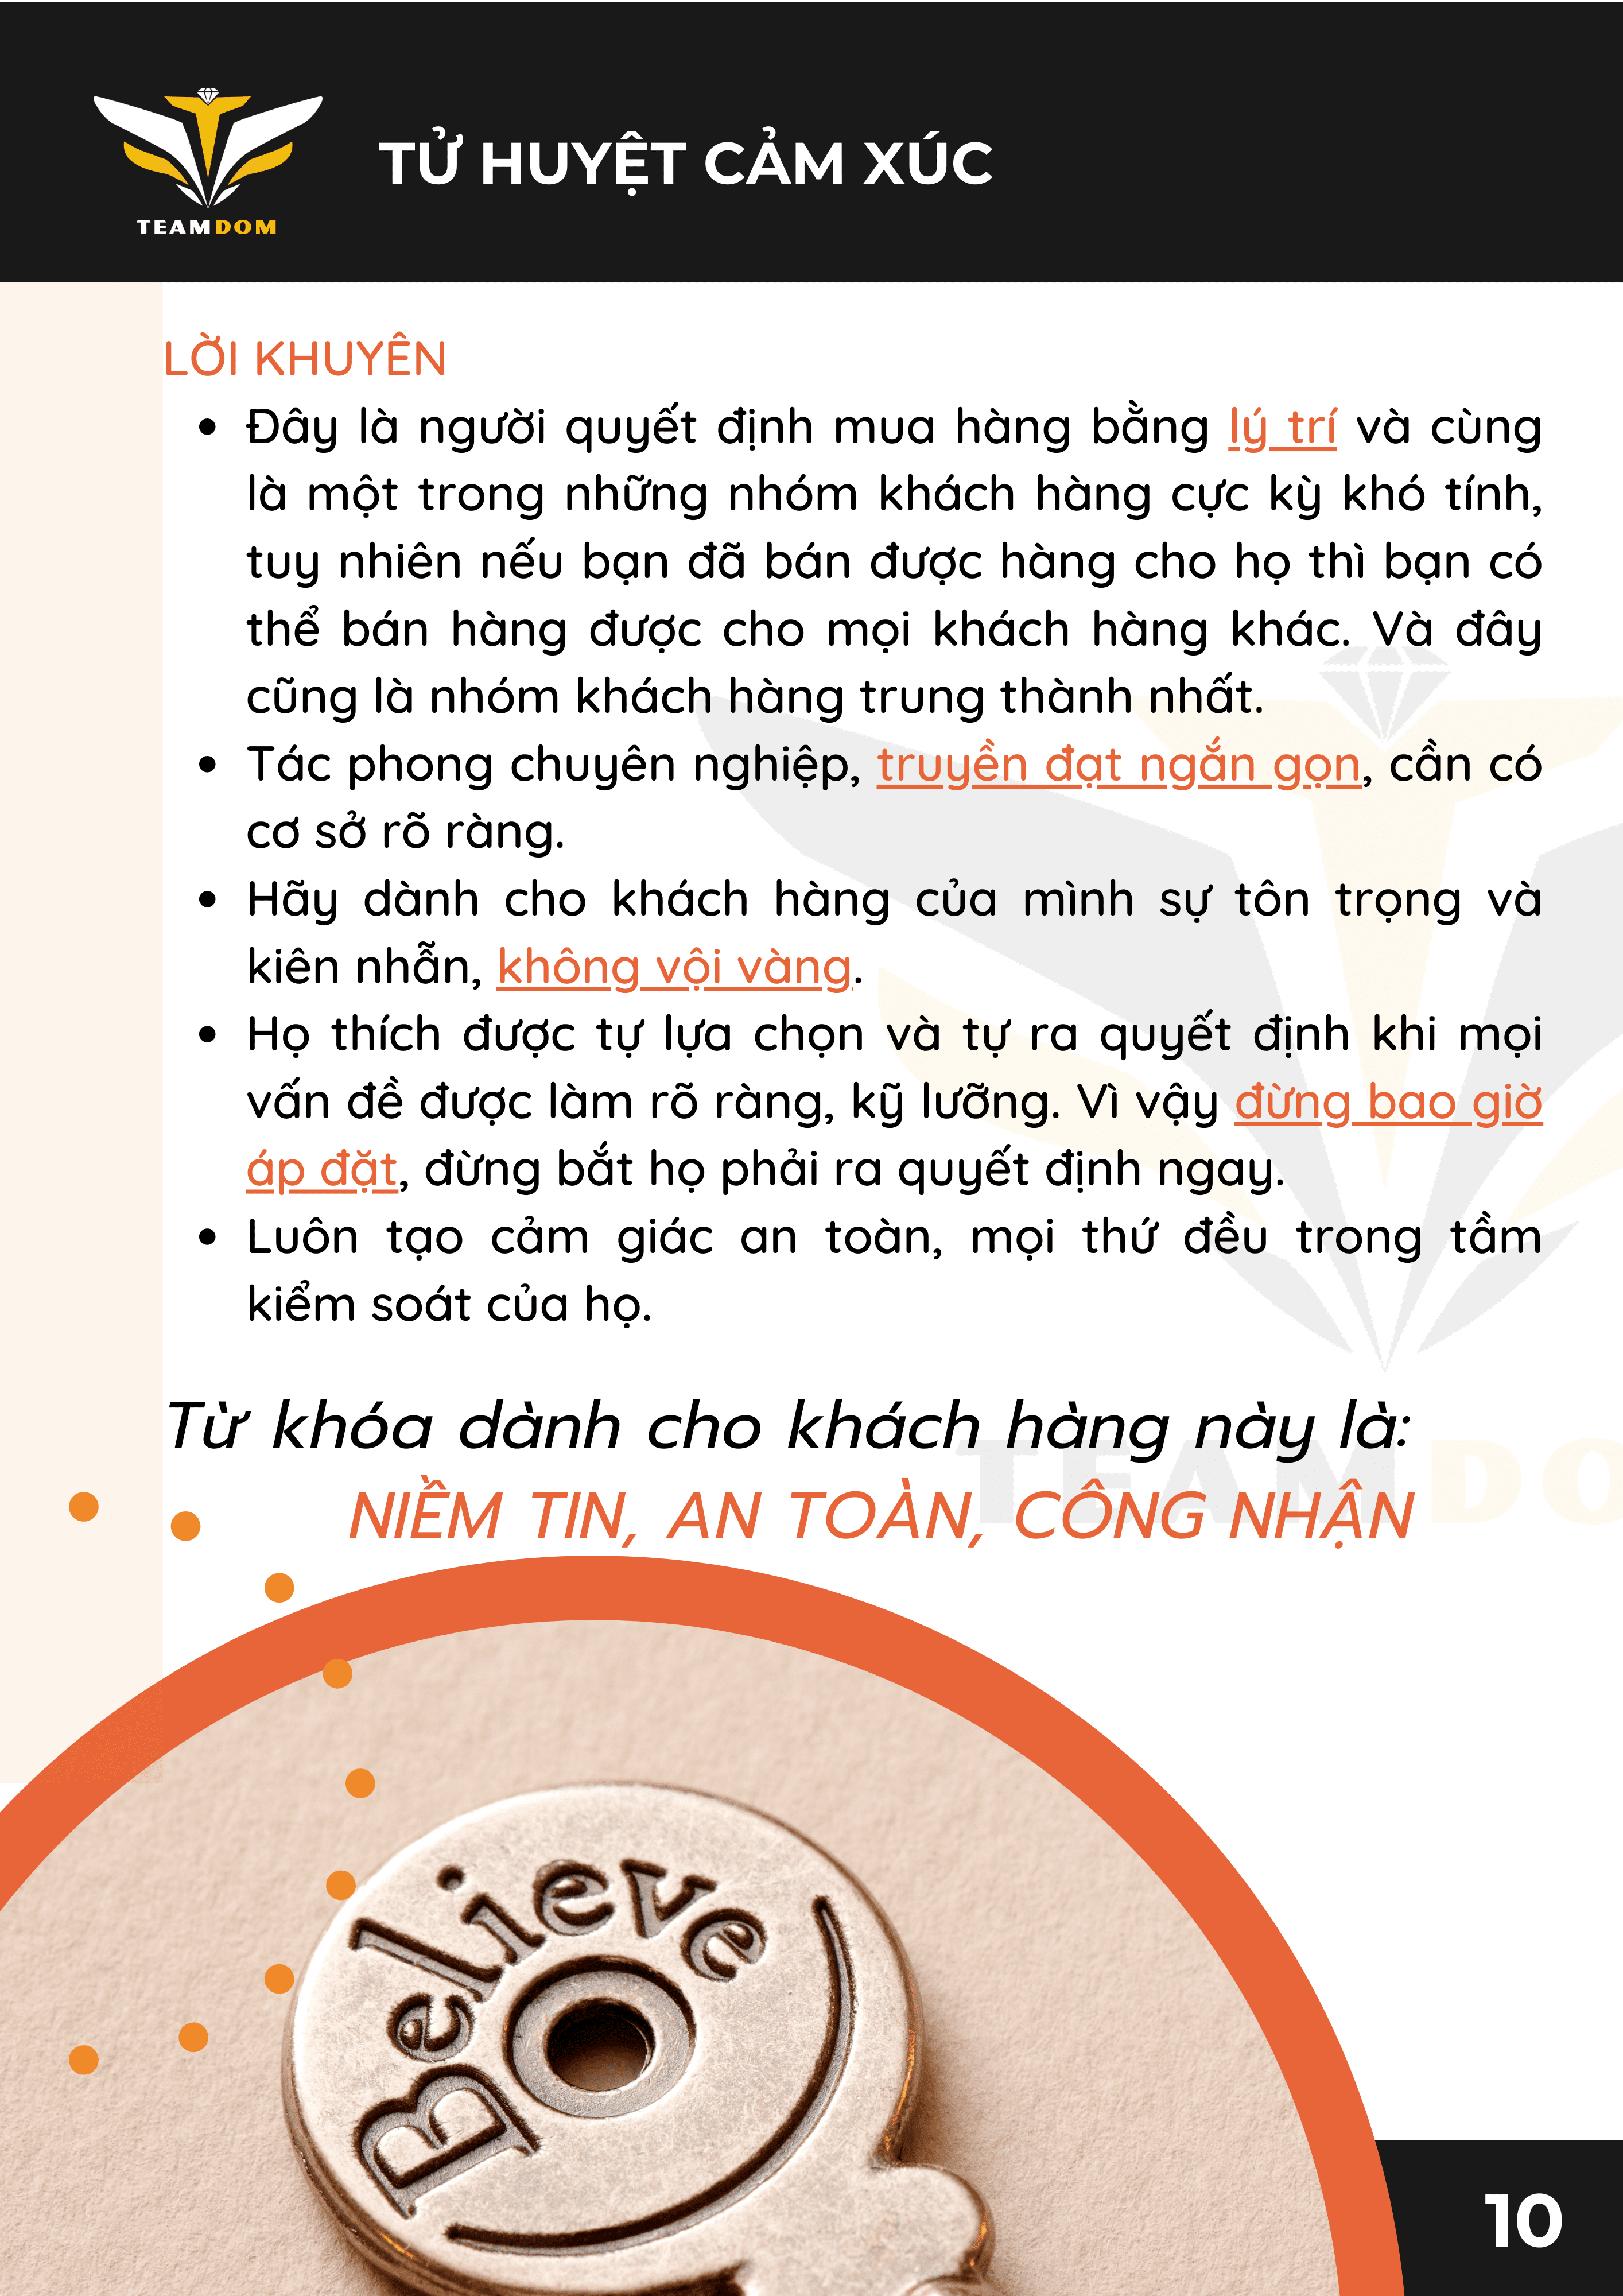 TEAMDOM
TỬ HUYỆT CẢM XÚC
LỜI KHUYÊN
• Đây là người quyết định mua hàng bằng lý trí và cùng
là một trong những nhóm khách hàng cực kỳ khó tính,
tuy nhiên nếu bạn đã bán được hàng cho họ thì bạn có
thể bán hàng được cho mọi khách hàng khác. Và đây
cũng là nhóm khách hàng trung thành nhất.
• Tác phong chuyên nghiệp, truyền đạt ngắn gọn, cần có
cơ sở rõ ràng.
• Hãy dành cho khách hàng của mình sự tôn trọng và
kiên nhẫn, không vội vàng.
• Họ thích được tự lựa chọn và tự ra quyết định khi mọi
vấn đề được làm rõ ràng, kỹ lưỡng. Vì vậy đừng bao giờ
áp đặt, đừng bắt họ phải ra quyết định ngay.
• Luôn tạo cảm giác an toàn, mọi thứ đều trong tầm
kiểm soát của họ.
Từ khóa dành cho khách hàng này là:
TEAMDO
NIỀM TIN, AN TOÀN, CÔNG NHẬN
Believe
10